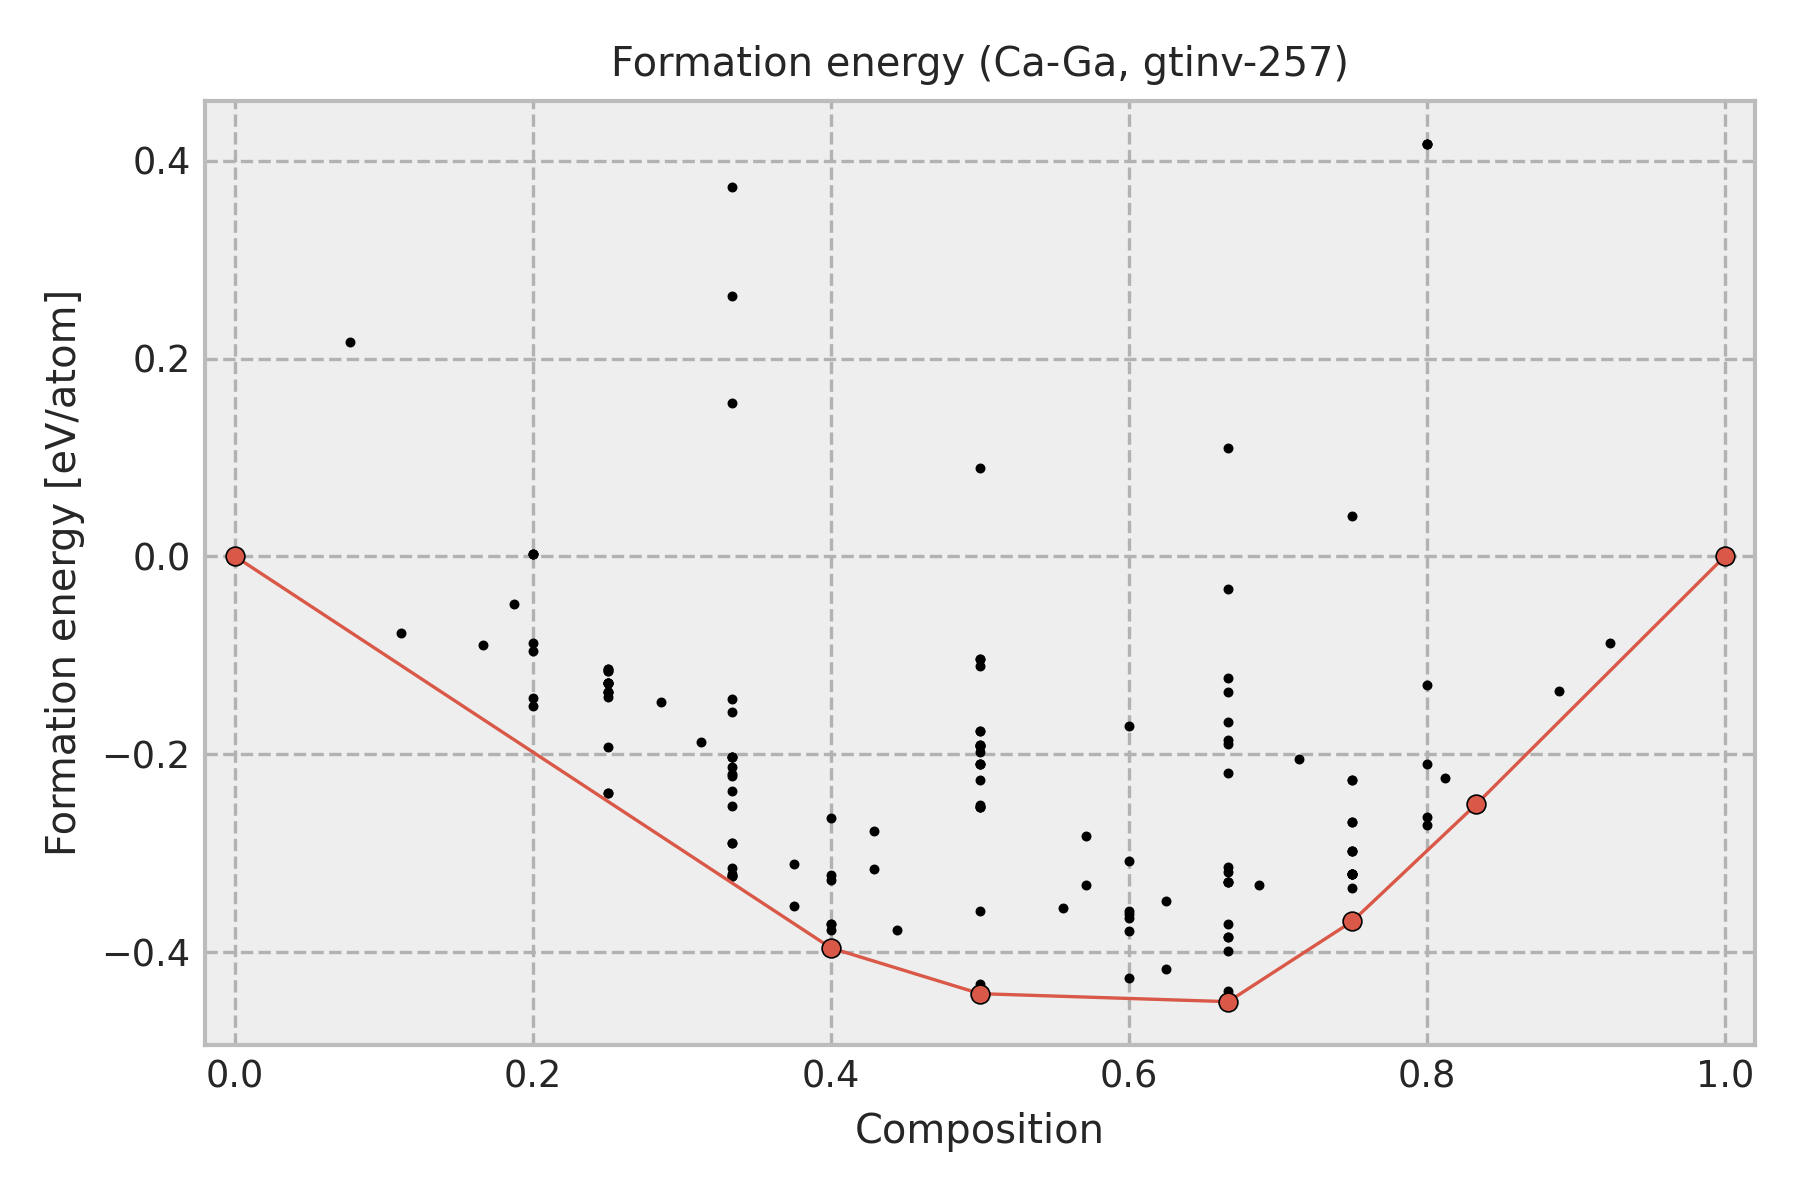 Formation energy (Ca-Ga, gtinv-257)
Formation energy [eV/atom]
0.4
0.2
0.0
−0.2
−0.4
0.0 0.2 0.4 0.6 0.8 1.0
Composition